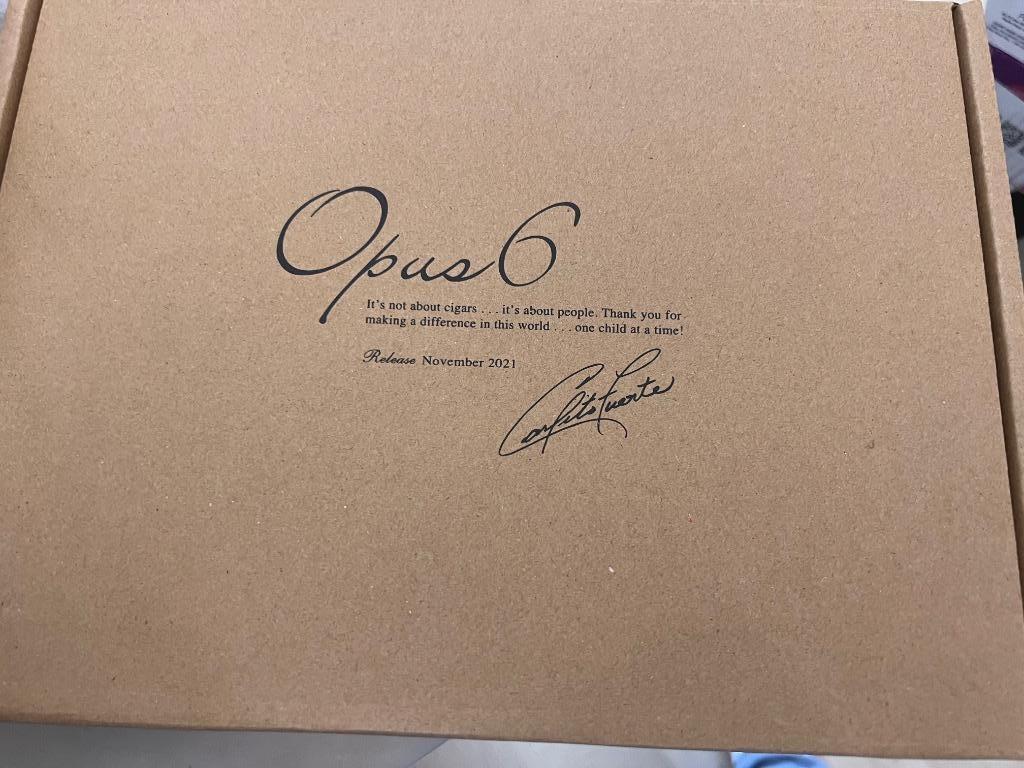 Opus 6
It's not about cigars . . . it's about people. Thank you for
making a difference in this world . . . one child at a time!
Release November 2021
Carlito Fuente